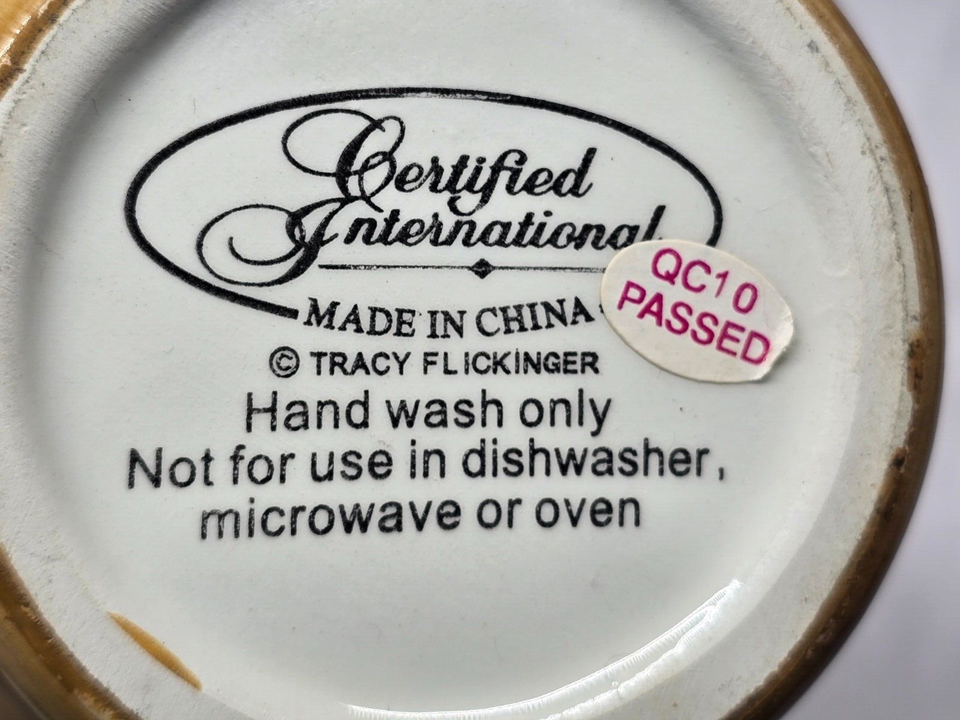 Certified
International
MADE IN CHINA
© TRACY FLICKINGER
Hand wash only
Not for use in dishwasher,
microwave or oven
QC10
PASSED